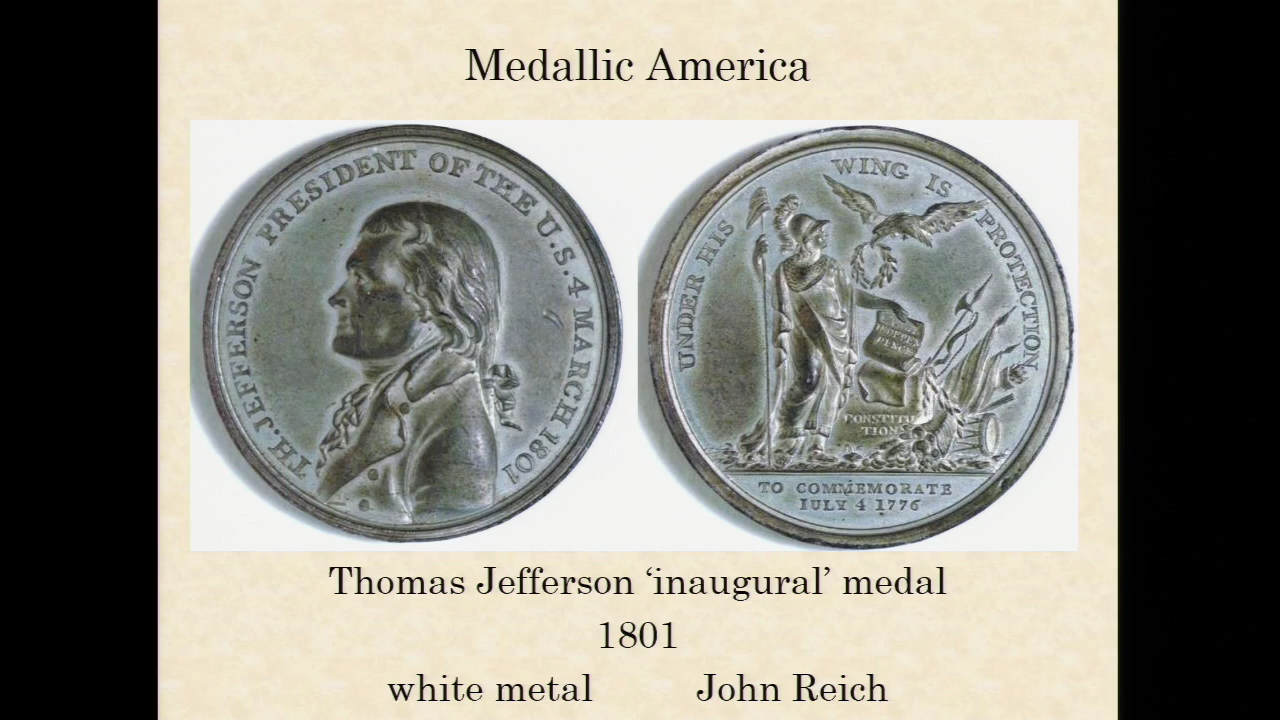 Medallic America
TH. JEFFERSON PRESIDENT OF THE U.S. 4 MARCH 1801
UNDER HIS WING IS PROTECTION
CONSTITU
TION
TO COMMEMORATE
IULY 4 1776
Thomas Jefferson ‘inaugural’ medal
1801
white metal John Reich